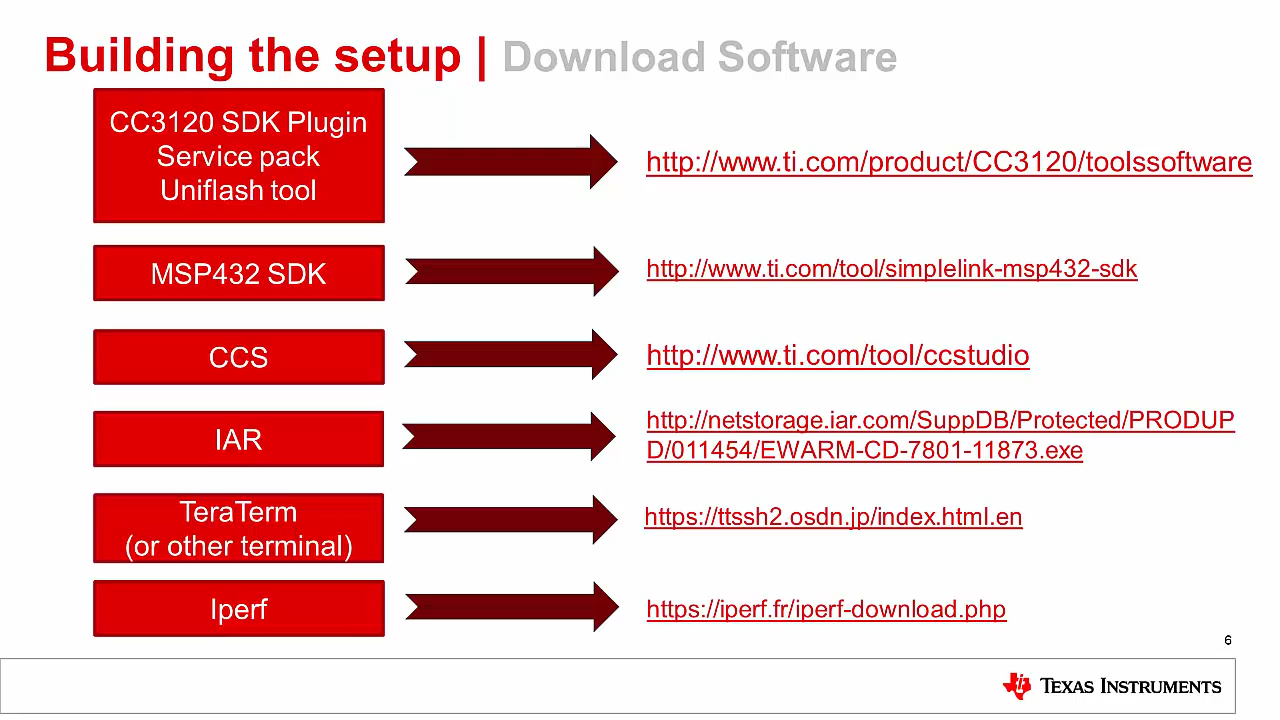 Building the setup | Download Software
CC3120 SDK Plugin
Service pack
Uniflash tool
http://www.ti.com/product/CC3120/toolssoftware
MSP432 SDK
http://www.ti.com/tool/simplelink-msp432-sdk
CCS
http://www.ti.com/tool/ccstudio
IAR
http://netstorage.iar.com/SuppDB/Protected/PRODUP
D/011454/EWARM-CD-7801-11873.exe
TeraTerm
(or other terminal)
https://ttssh2.osdn.jp/index.html.en
Iperf
https://iperf.fr/iperf-download.php
6
TEXAS INSTRUMENTS